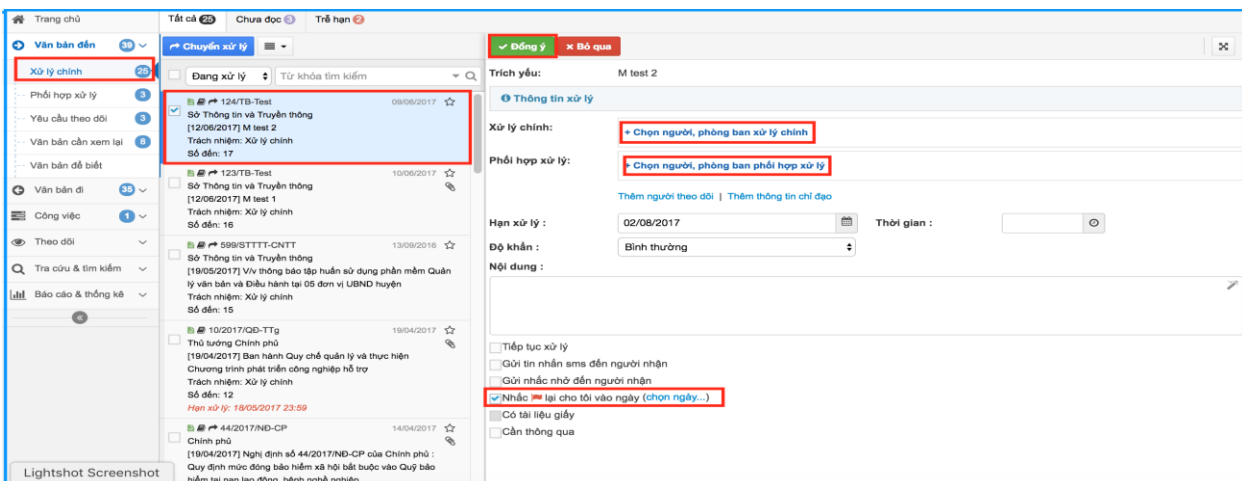 Trang chủ
Văn bản đến 39
Xử lý chính 25
Phối hợp xử lý 3
Yêu cầu theo dõi 3
Văn bản cần xem lại 6
Văn bản để biết
Văn bản đi 35
Công việc 1
Theo dõi
Tra cứu & tìm kiếm
Báo cáo & thống kê
Tất cả 25 Chưa đọc 3 Trễ hạn 2
Chuyển xử lý
Đang xử lý Từ khóa tìm kiếm
124/TB-Test 09/06/2017
Sở Thông tin và Truyền thông
[12/06/2017] M test 2
Trách nhiệm: Xử lý chính
Số đến: 17
123/TB-Test 10/06/2017
Sở Thông tin và Truyền thông
[12/06/2017] M test 1
Trách nhiệm: Xử lý chính
Số đến: 16
599/STTTT-CNTT 13/09/2016
Sở Thông tin và Truyền thông
[19/05/2017] V/v thông báo tập huấn sử dụng phần mềm Quản
lý văn bản và Điều hành tại 05 đơn vị UBND huyện
Trách nhiệm: Xử lý chính
Số đến: 15
10/2017/QĐ-TTg 19/04/2017
Thủ tướng Chính phủ
[19/04/2017] Ban hành Quy chế quản lý và thực hiện
Chương trình phát triển công nghiệp hỗ trợ
Trách nhiệm: Xử lý chính
Số đến: 12
Hạn xử lý: 18/05/2017 23:59
44/2017/NĐ-CP 14/04/2017
Chính phủ
[19/04/2017] Nghị định số 44/2017/NĐ-CP của Chính phủ :
Quy định mức đóng bảo hiểm xã hội bắt buộc vào Quỹ bảo
hiểm tai nạn lao động, bệnh nghề nghiệp
Đồng ý Bỏ qua
Trích yếu: M test 2
Thông tin xử lý
Xử lý chính: + Chọn người, phòng ban xử lý chính
Phối hợp xử lý: + Chọn người, phòng ban phối hợp xử lý
Thêm người theo dõi | Thêm thông tin chỉ đạo
Hạn xử lý : 02/08/2017 Thời gian :
Độ khẩn : Bình thường
Nội dung :
Tiếp tục xử lý
Gửi tin nhắn sms đến người nhận
Gửi nhắc nhở đến người nhận
Nhắc lại cho tôi vào ngày (chọn ngày...)
Có tài liệu giấy
Cần thông qua
Lightshot Screenshot